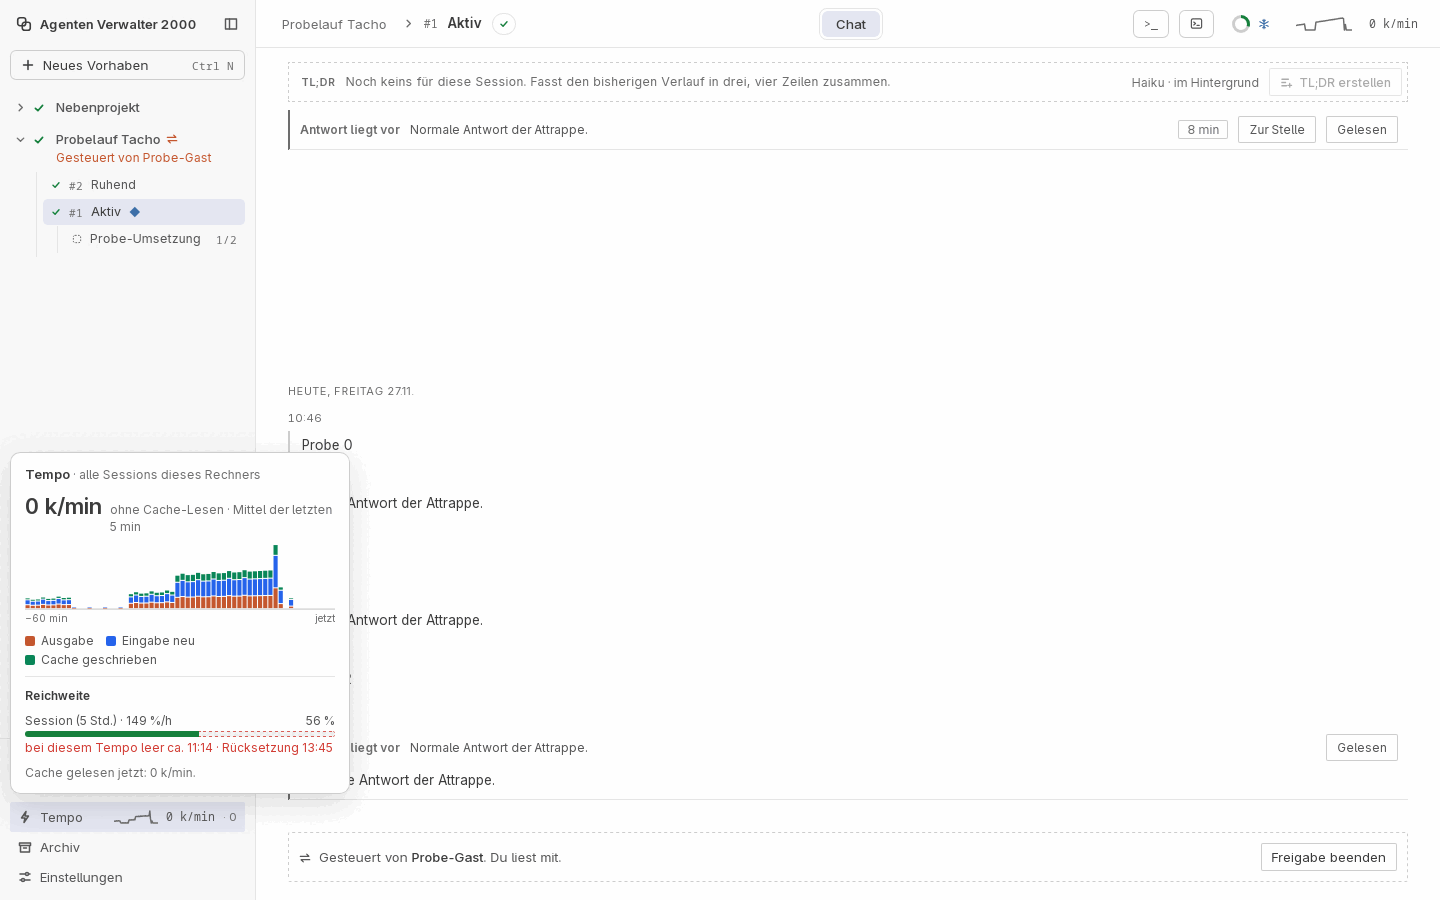 Agenten Verwalter 2000
Neues Vorhaben Ctrl N
Nebenprojekt
Probelauf Tacho
Gesteuert von Probe-Gast
#2 Ruhend
#1 Aktiv
Probe-Umsetzung 1/2
Probelauf Tacho #1 Aktiv
Chat
>_
0 k/min
TL;DR Noch keins für diese Session. Fasst den bisherigen Verlauf in drei, vier Zeilen zusammen.
Haiku · im Hintergrund TL;DR erstellen
Antwort liegt vor Normale Antwort der Attrappe.
8 min Zur Stelle Gelesen
HEUTE, FREITAG 27.11.
10:46
Probe 0
Antwort der Attrappe.
Antwort der Attrappe.
2
liegt vor Normale Antwort der Attrappe. Gelesen
e Antwort der Attrappe.
Tempo · alle Sessions dieses Rechners
0 k/min ohne Cache-Lesen · Mittel der letzten
5 min
−60 min jetzt
Ausgabe Eingabe neu
Cache geschrieben
Reichweite
Session (5 Std.) · 149 %/h 56 %
bei diesem Tempo leer ca. 11:14 · Rücksetzung 13:45
Cache gelesen jetzt: 0 k/min.
Tempo 0 k/min · 0
Archiv
Einstellungen
Gesteuert von Probe-Gast. Du liest mit.
Freigabe beenden